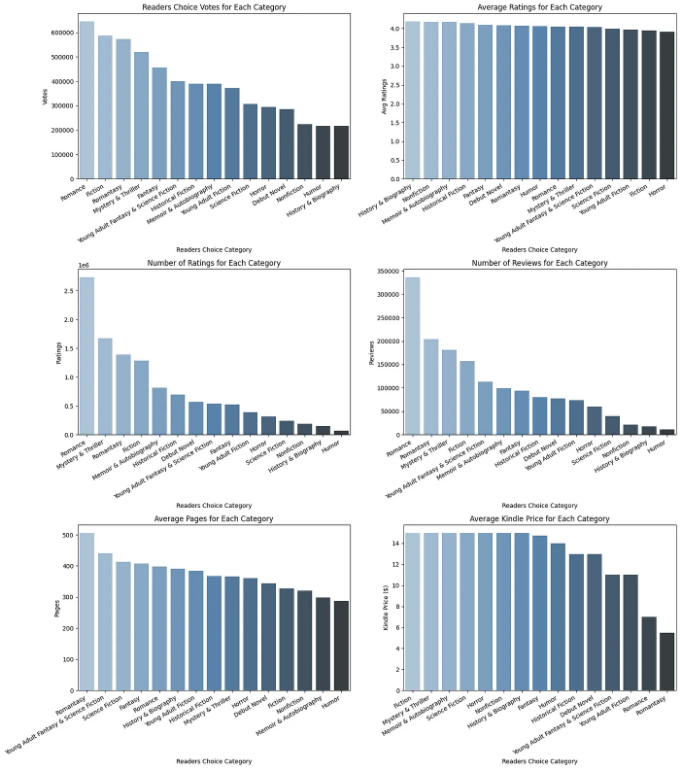 Readers Choice Votes for Each Category
600000
500000
400000
300000
200000
100000
0
Votes
Romance
Fiction
Romantasy
Mystery & Thriller
Fantasy
Young Adult Fantasy & Science Fiction
Historical Fiction
Memoir & Autobiography
Young Adult Fiction
Science Fiction
Horror
Debut Novel
Nonfiction
Humor
History & Biography
Readers Choice Category
Average Ratings for Each Category
4.0
3.5
3.0
2.5
2.0
1.5
1.0
0.5
0.0
Avg Ratings
History & Biography
Nonfiction
Memoir & Autobiography
Historical Fiction
Fantasy
Debut Novel
Romantasy
Humor
Romance
Mystery & Thriller
Young Adult Fantasy & Science Fiction
Science Fiction
Young Adult Fiction
Fiction
Horror
Readers Choice Category
Number of Ratings for Each Category
1e6
2.5
2.0
1.5
1.0
0.5
0.0
Ratings
Romance
Mystery & Thriller
Romantasy
Fiction
Memoir & Autobiography
Historical Fiction
Debut Novel
Young Adult Fantasy & Science Fiction
Fantasy
Young Adult Fiction
Horror
Science Fiction
Nonfiction
History & Biography
Humor
Readers Choice Category
Number of Reviews for Each Category
350000
300000
250000
200000
150000
100000
50000
0
Reviews
Romance
Romantasy
Mystery & Thriller
Fiction
Young Adult Fantasy & Science Fiction
Memoir & Autobiography
Fantasy
Historical Fiction
Debut Novel
Young Adult Fiction
Horror
Science Fiction
Nonfiction
History & Biography
Humor
Readers Choice Category
Average Pages for Each Category
500
400
300
200
100
0
Pages
Romantasy
Young Adult Fantasy & Science Fiction
Science Fiction
Fantasy
Romance
History & Biography
Young Adult Fiction
Historical Fiction
Mystery & Thriller
Horror
Debut Novel
Fiction
Nonfiction
Memoir & Autobiography
Humor
Readers Choice Category
Average Kindle Price for Each Category
14
12
10
8
6
4
2
0
Kindle Price ($)
Fiction
Mystery & Thriller
Memoir & Autobiography
Science Fiction
Horror
Nonfiction
History & Biography
Fantasy
Humor
Historical Fiction
Debut Novel
Young Adult Fantasy & Science Fiction
Young Adult Fiction
Romance
Romantasy
Readers Choice Category